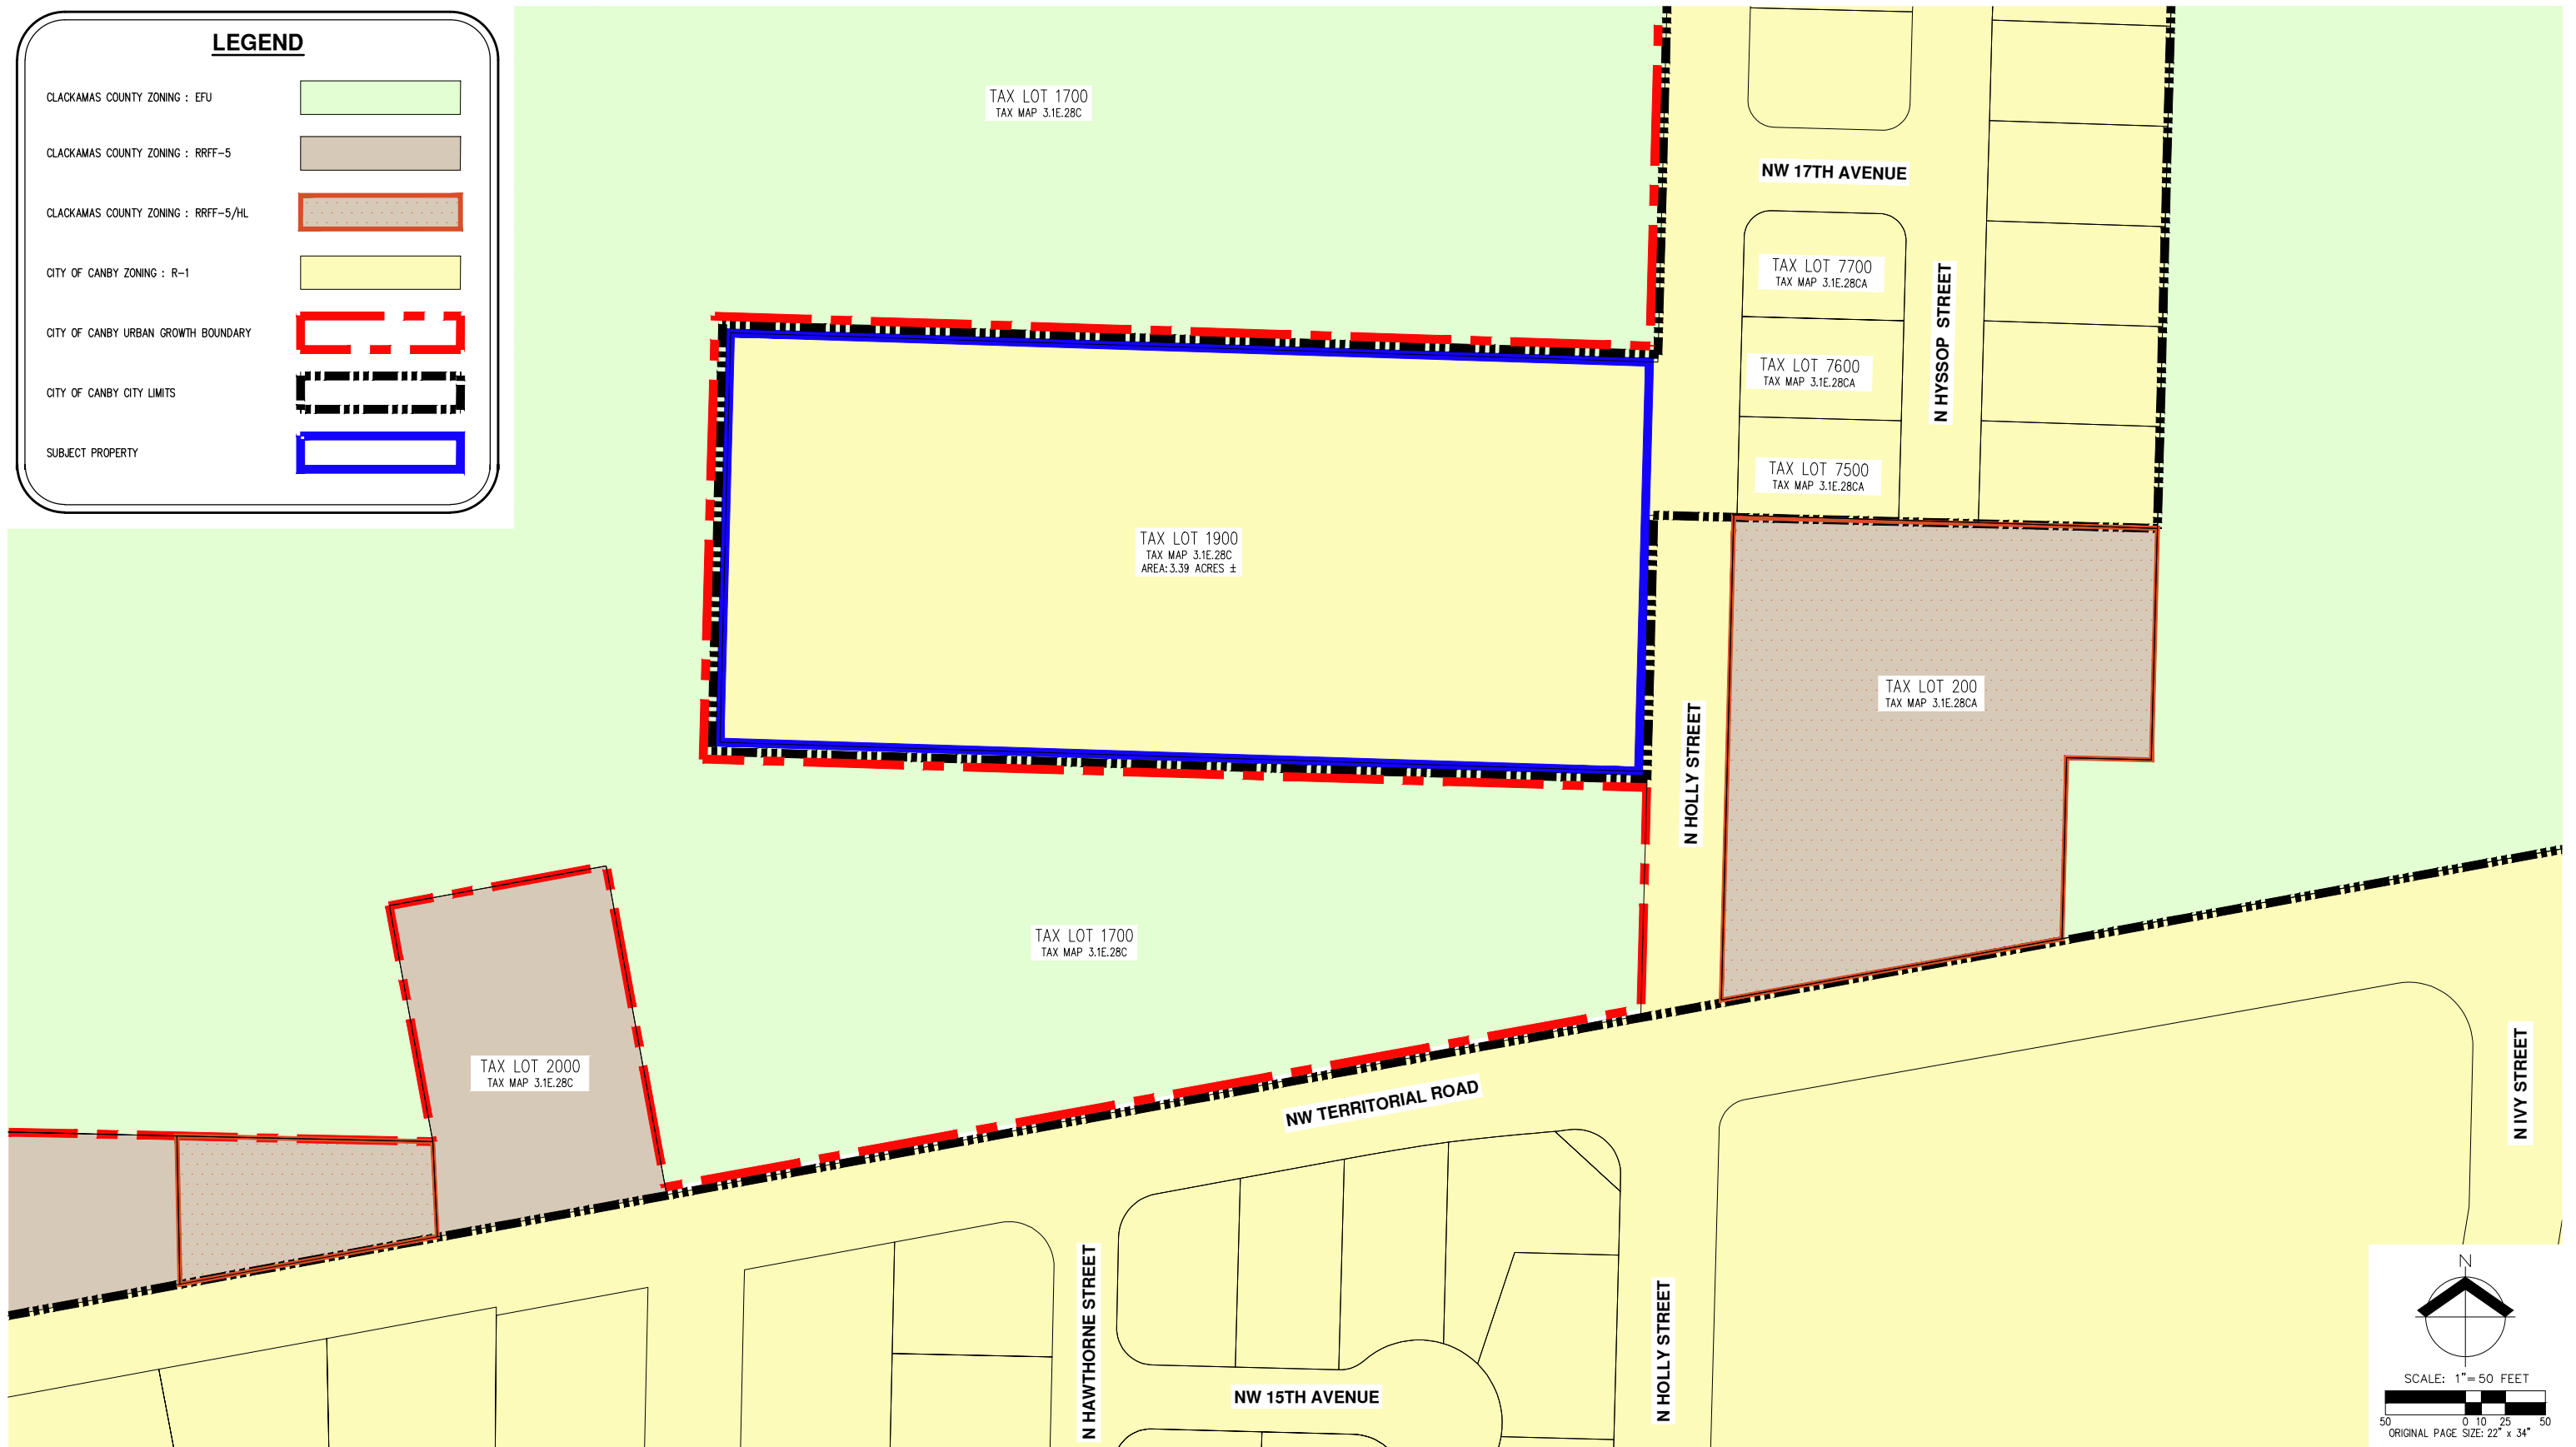 LEGEND
CLACKAMAS COUNTY ZONING : EFU
CLACKAMAS COUNTY ZONING : RRFF-5
CLACKAMAS COUNTY ZONING : RRFF-5/HL
CITY OF CANBY ZONING : R-1
CITY OF CANBY URBAN GROWTH BOUNDARY
CITY OF CANBY CITY LIMITS
SUBJECT PROPERTY
TAX LOT 1700
TAX MAP 3.1E.28C
NW 17TH AVENUE
TAX LOT 7700
TAX MAP 3.1E.28CA
N HYSSOP STREET
TAX LOT 7600
TAX MAP 3.1E.28CA
TAX LOT 7500
TAX MAP 3.1E.28CA
TAX LOT 1900
TAX MAP 3.1E.28C
AREA: 3.39 ACRES ±
TAX LOT 200
TAX MAP 3.1E.28CA
N HOLLY STREET
TAX LOT 1700
TAX MAP 3.1E.28C
TAX LOT 2000
TAX MAP 3.1E.28C
NW TERRITORIAL ROAD
N IVY STREET
N HAWTHORNE STREET
N HOLLY STREET
NW 15TH AVENUE
N
SCALE: 1"= 50 FEET
50 0 10 25 50
ORIGINAL PAGE SIZE: 22" x 34"